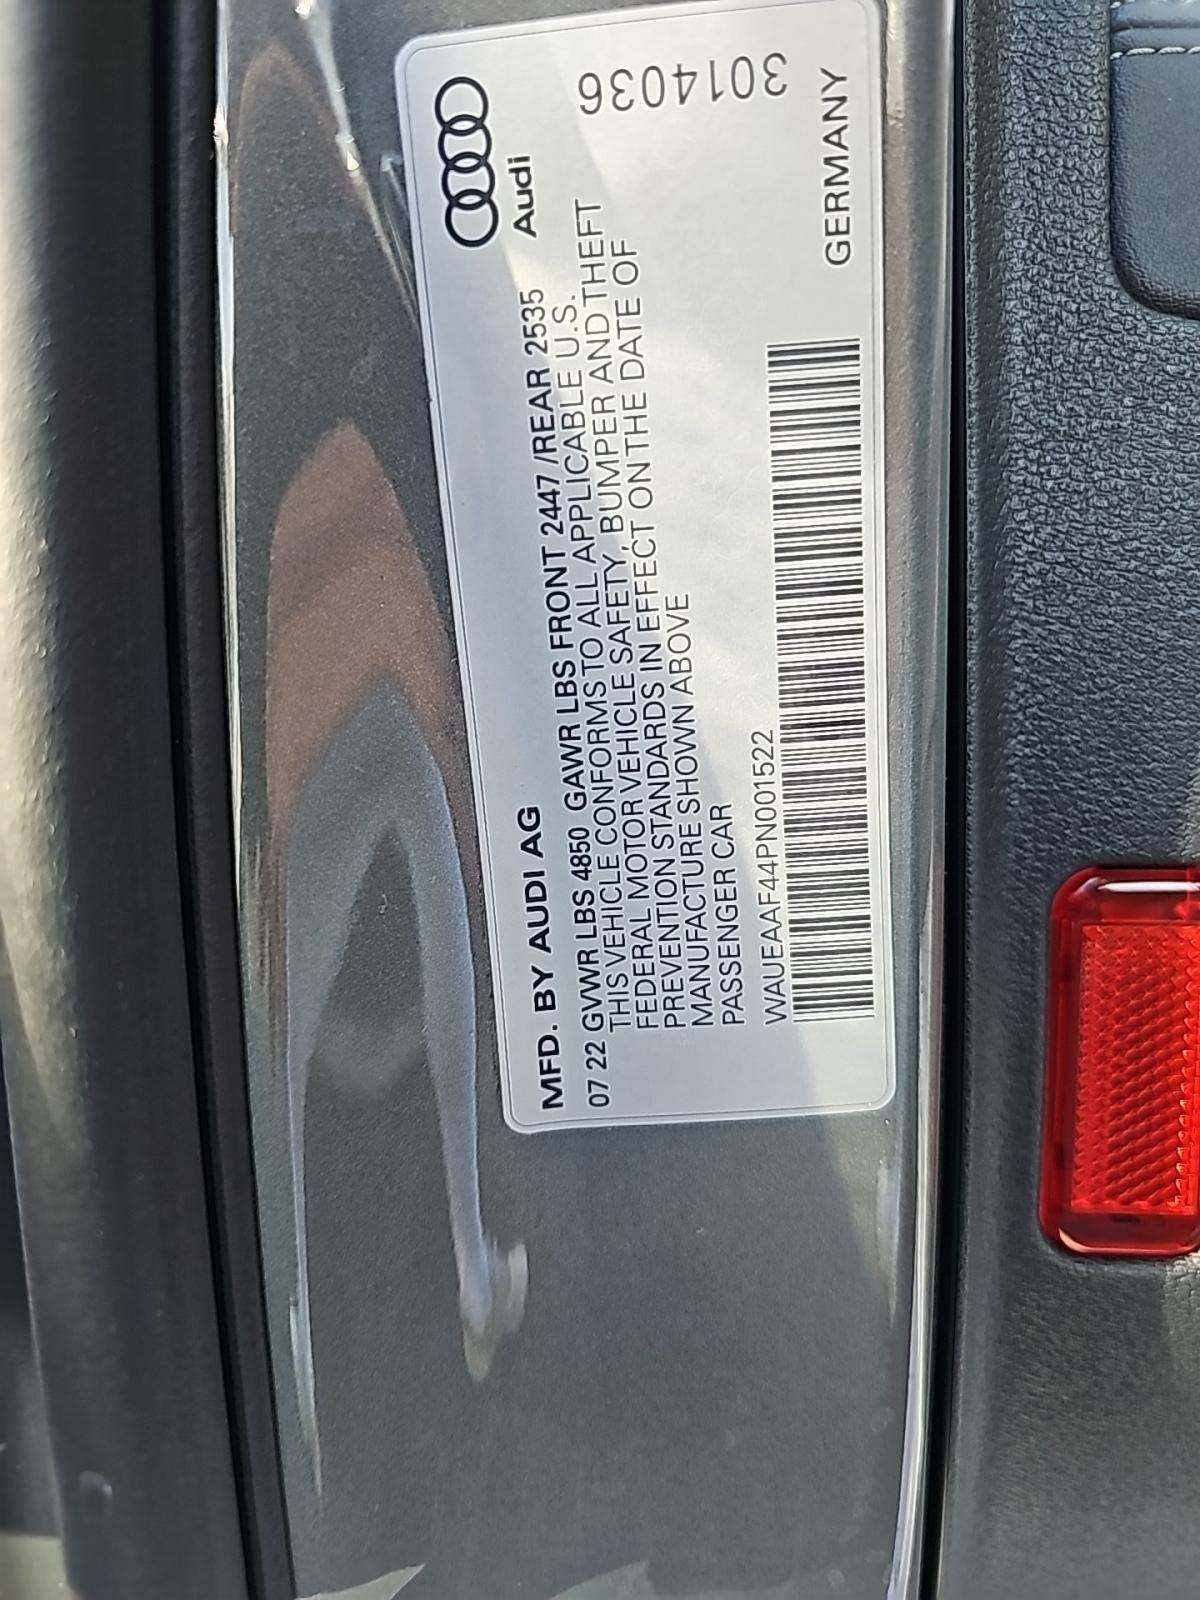 MFD. BY AUDI AG
Audi
07 22 GVWR LBS 4850 GAWR LBS FRONT 2447/REAR 2535
THIS VEHICLE CONFORMS TO ALL APPLICABLE U.S.
FEDERAL MOTOR VEHICLE SAFETY, BUMPER AND THEFT
PREVENTION STANDARDS IN EFFECT ON THE DATE OF
MANUFACTURE SHOWN ABOVE
PASSENGER CAR
WAUEAAF44PN001522
3014036
GERMANY